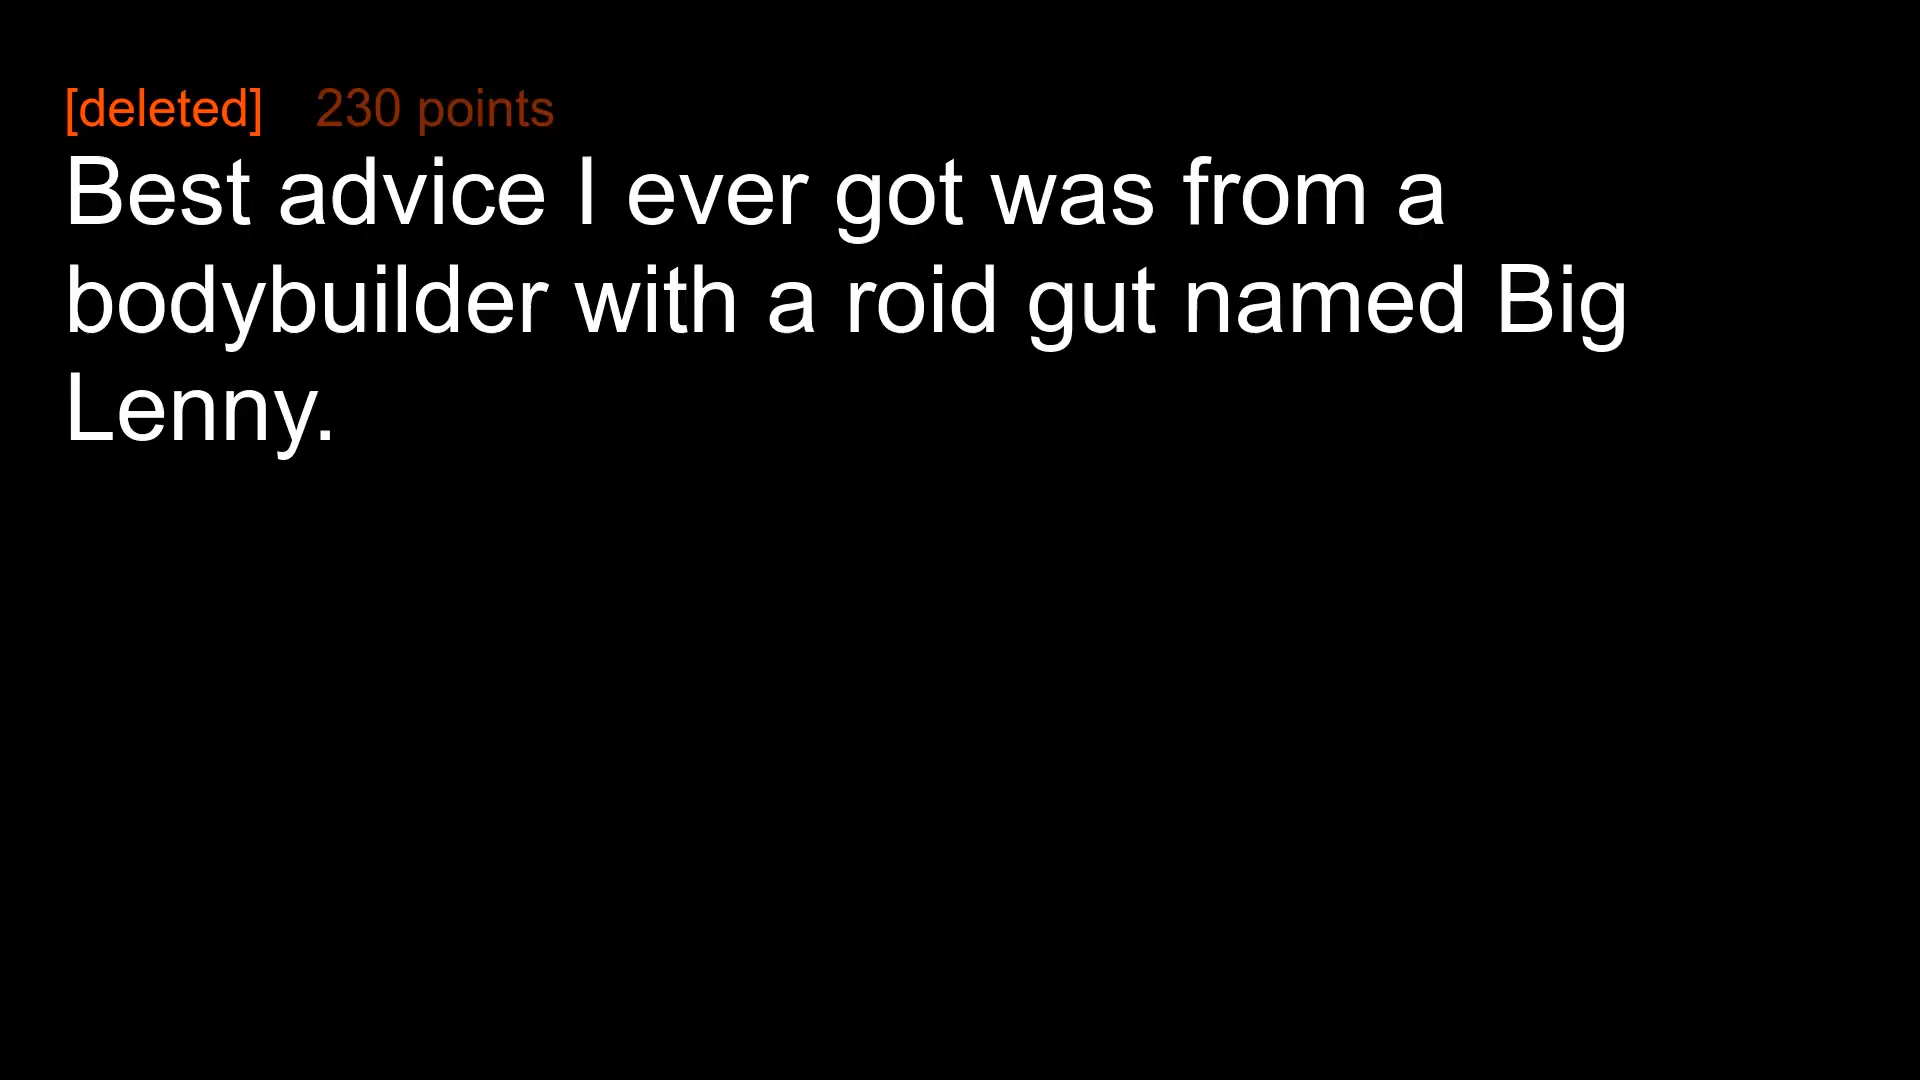 [deleted] 230 points
Best advice I ever got was from a
bodybuilder with a roid gut named Big
Lenny.